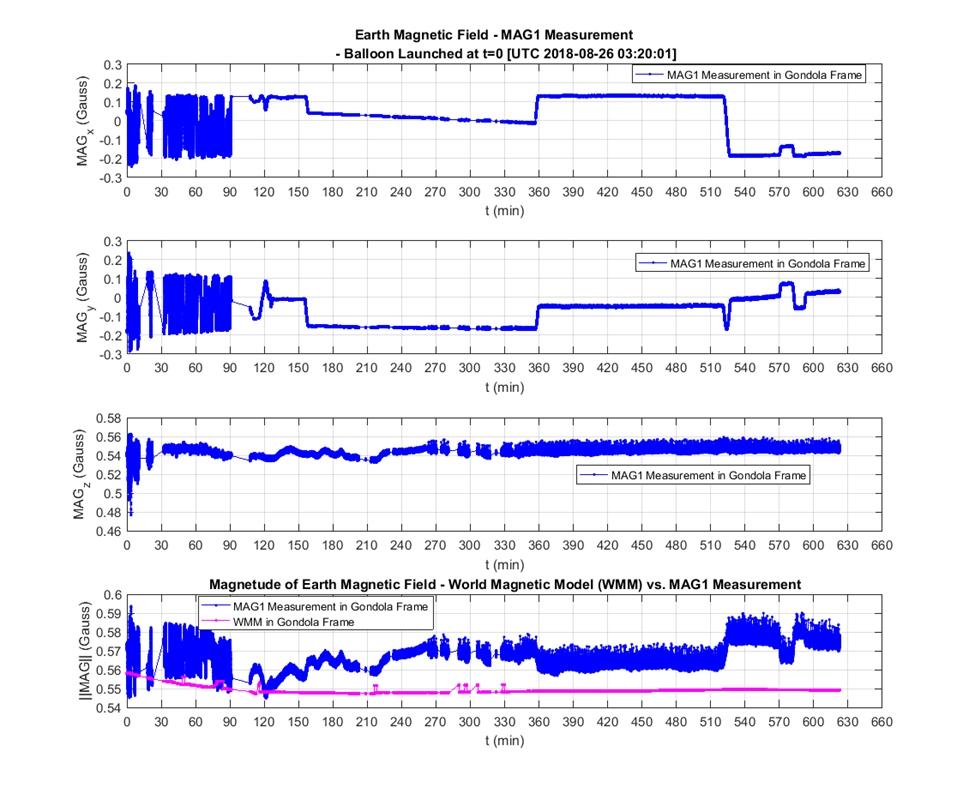 Earth Magnetic Field - MAG1 Measurement
- Balloon Launched at t=0 [UTC 2018-08-26 03:20:01]
0.3
0.2
0.1
0
-0.1
-0.2
-0.3
MAGx (Gauss)
MAG1 Measurement in Gondola Frame
0 30 60 90 120 150 180 210 240 270 300 330 360 390 420 450 480 510 540 570 600 630 660
t (min)
0.3
0.2
0.1
0
-0.1
-0.2
-0.3
MAGy (Gauss)
MAG1 Measurement in Gondola Frame
0 30 60 90 120 150 180 210 240 270 300 330 360 390 420 450 480 510 540 570 600 630 660
t (min)
0.58
0.56
0.54
0.52
0.5
0.48
0.46
MAGz (Gauss)
MAG1 Measurement in Gondola Frame
0 30 60 90 120 150 180 210 240 270 300 330 360 390 420 450 480 510 540 570 600 630 660
t (min)
Magnetude of Earth Magnetic Field - World Magnetic Model (WMM) vs. MAG1 Measurement
0.6
0.59
0.58
0.57
0.56
0.55
0.54
||MAG|| (Gauss)
MAG1 Measurement in Gondola Frame
WMM in Gondola Frame
0 30 60 90 120 150 180 210 240 270 300 330 360 390 420 450 480 510 540 570 600 630 660
t (min)